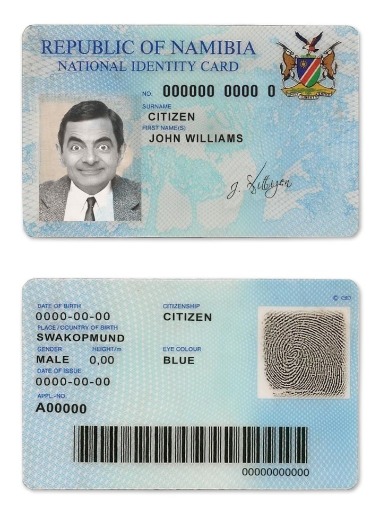 REPUBLIC OF NAMIBIA
NATIONAL IDENTITY CARD
NO. 000000 0000 0
SURNAME
CITIZEN
FIRST NAME(S)
JOHN WILLIAMS
DATE OF BIRTH
0000-00-00
CITIZENSHIP
CITIZEN
PLACE/COUNTRY OF BIRTH
SWAKOPMUND
GENDER HEIGHT/m
MALE 0,00
EYE COLOUR
BLUE
DATE OF ISSUE
0000-00-00
APPL.-NO.
A00000
00000000000